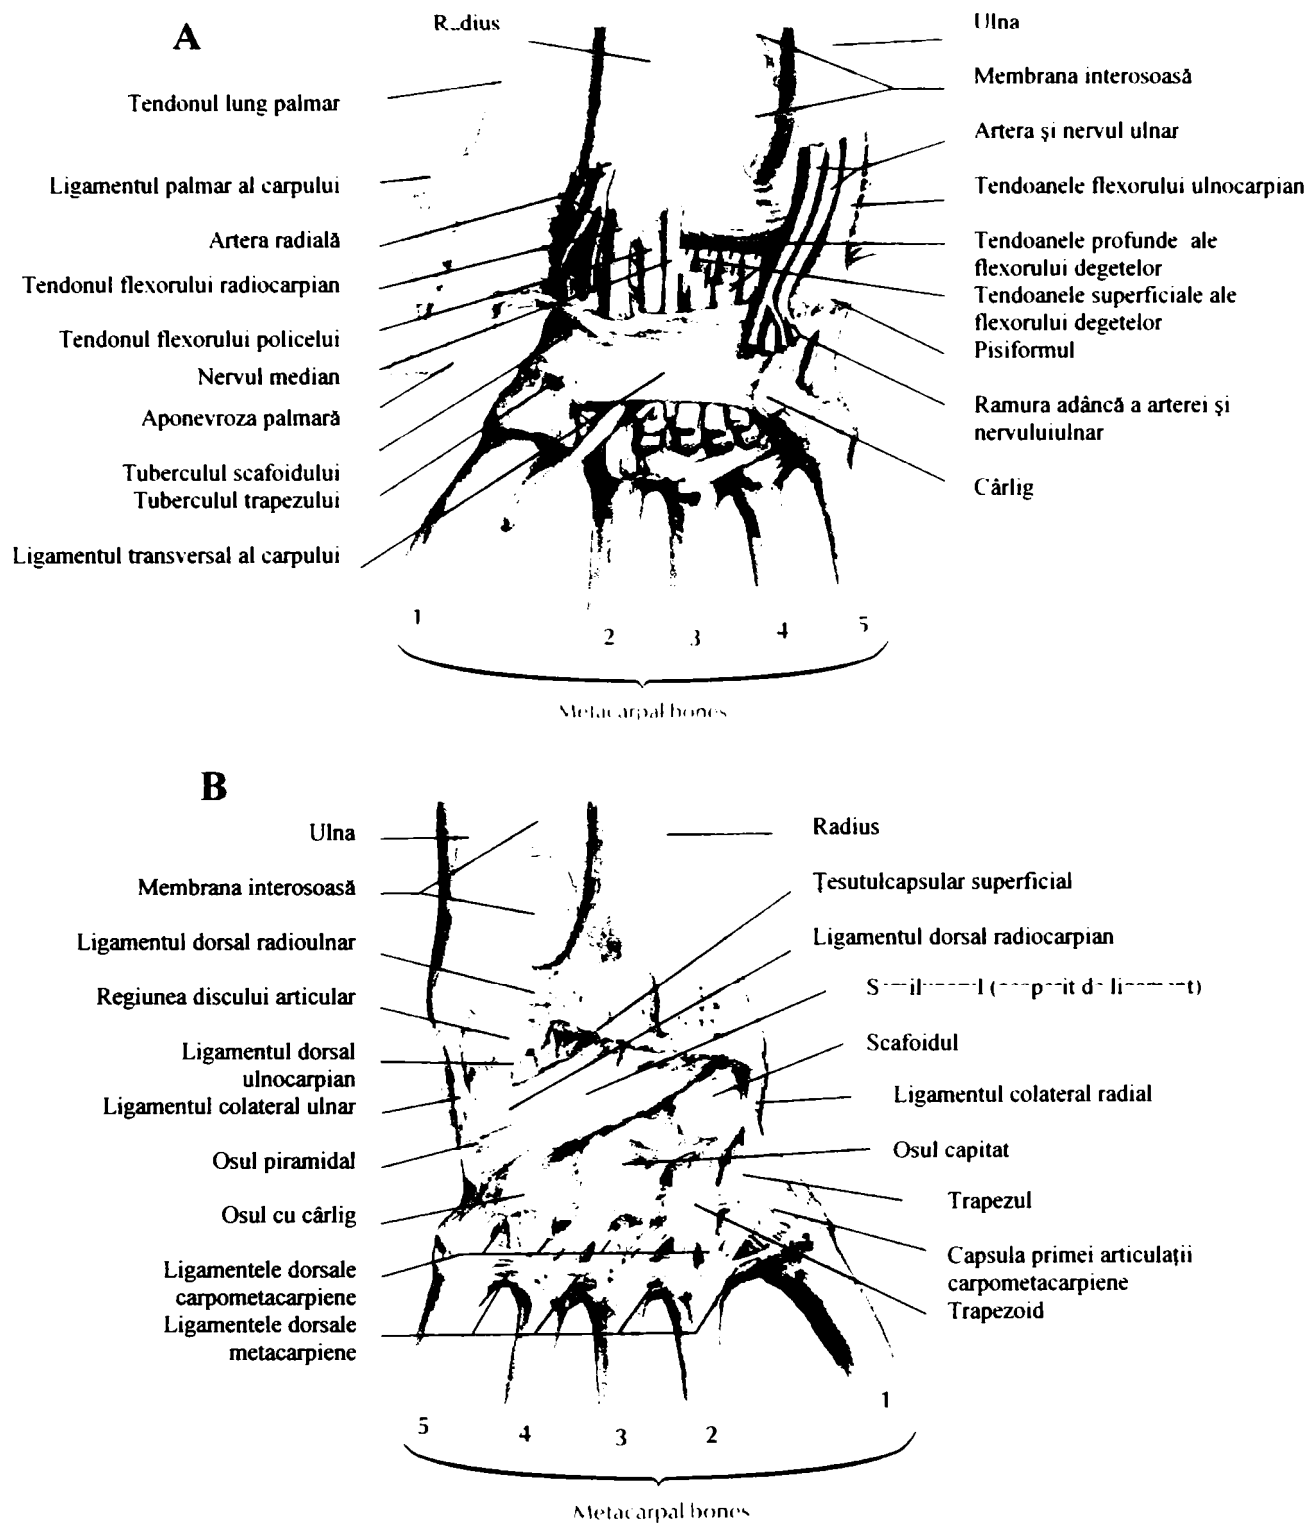 A
Radius
Tendonul lung palmar
Ligamentul palmar al carpului
Artera radială
Tendonul flexorului radiocarpian
Tendonul flexorului policelui
Nervul median
Aponevroza palmară
Tuberculul scafoidului
Tuberculul trapezului
Ligamentul transversal al carpului
Ulna
Membrana interosoasă
Artera și nervul ulnar
Tendoanele flexorului ulnocarpian
Tendoanele profunde ale
flexorului degetelor
Tendoanele superficiale ale
flexorului degetelor
Pisiformul
Ramura adâncă a arterei și
nervuluiulnar
Cârlig
1
2
3
4
5
Metacarpal bones
B
Ulna
Membrana interosoasă
Ligamentul dorsal radioulnar
Regiunea discului articular
Ligamentul dorsal
ulnocarpian
Ligamentul colateral ulnar
Osul piramidal
Osul cu cârlig
Ligamentele dorsale
carpometacarpiene
Ligamentele dorsale
metacarpiene
Radius
Țesutulcapsular superficial
Ligamentul dorsal radiocarpian
Scafoidul
Ligamentul colateral radial
Osul capitat
Trapezul
Capsula primei articulații
carpometacarpiene
Trapezoid
5
4
3
2
1
Metacarpal bones